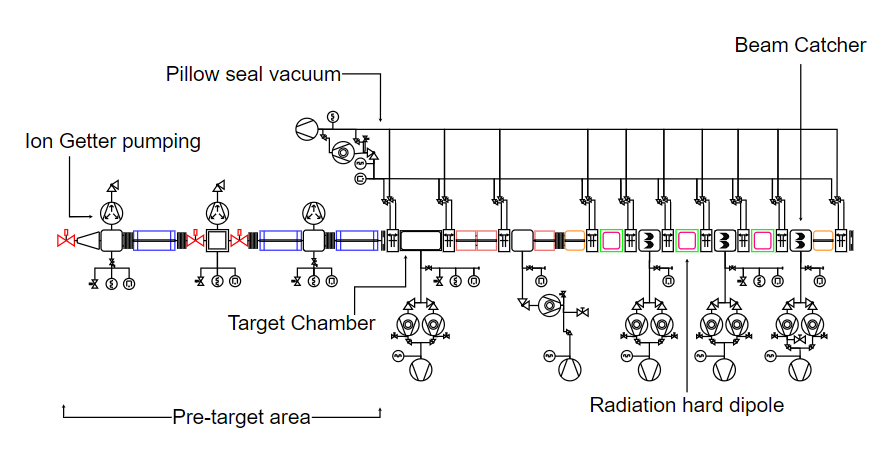 Beam Catcher
Pillow seal vacuum
Ion Getter pumping
Target Chamber
Radiation hard dipole
Pre-target area